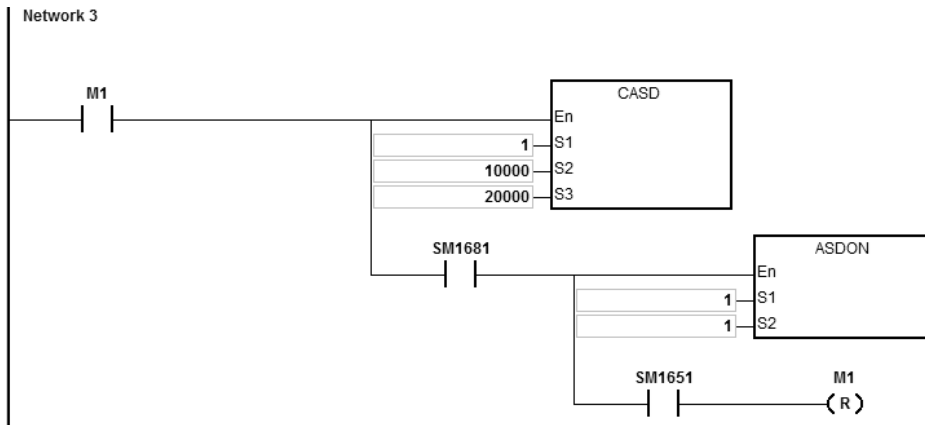 Network 3
M1
CASD
En
1 S1
10000 S2
20000 S3
SM1681
ASDON
En
1 S1
1 S2
SM1651 M1
R